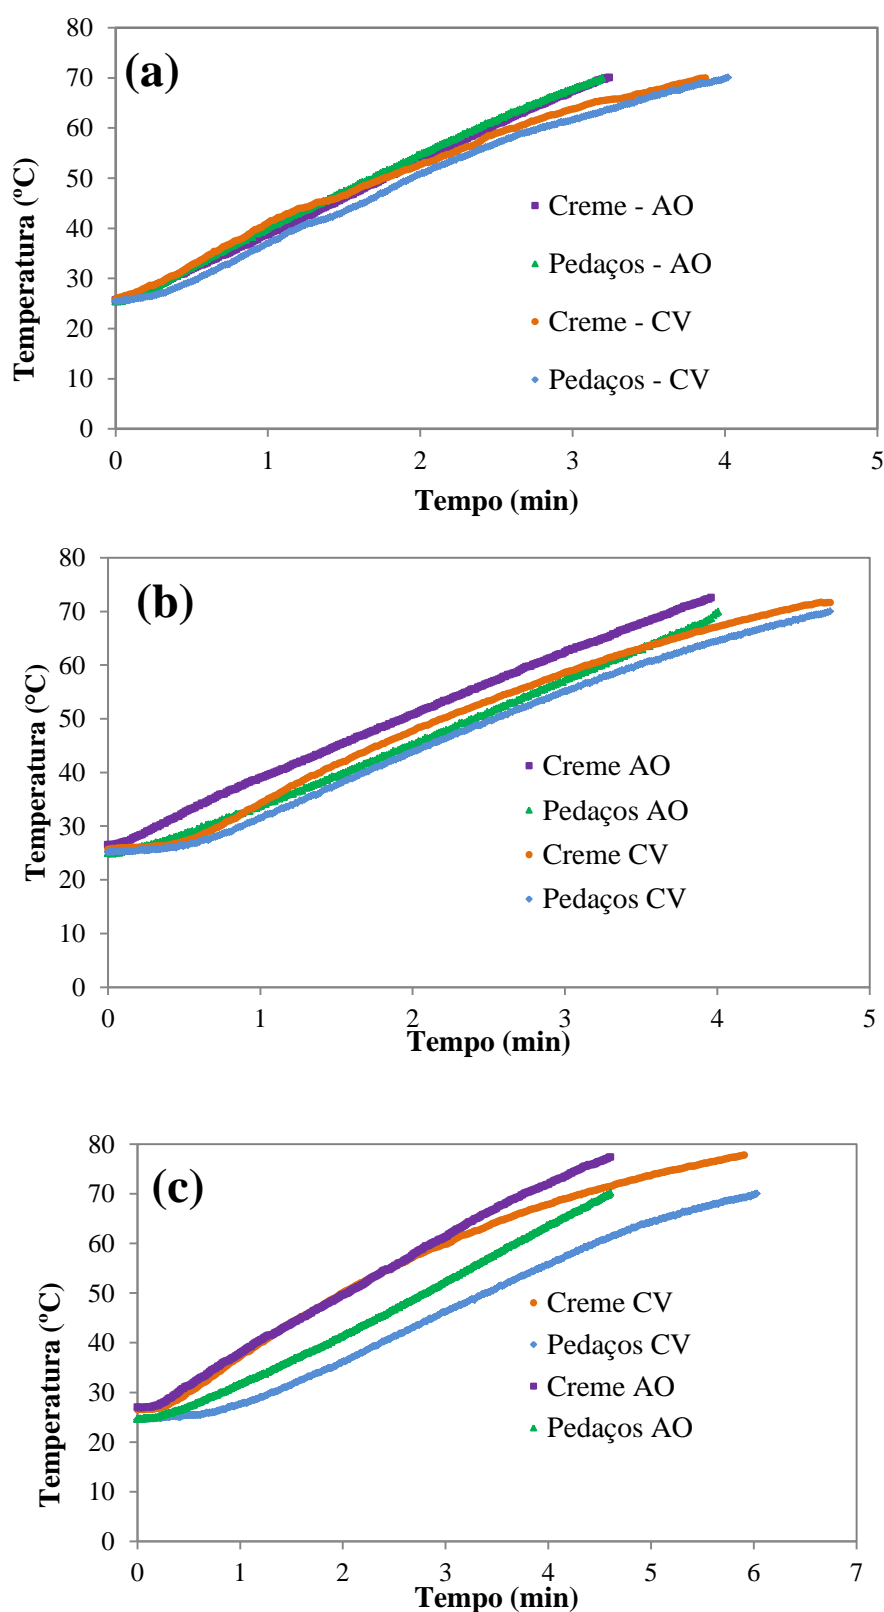 (a)
Temperatura (ºC)
80
70
60
50
40
30
20
10
0
Creme - AO
Pedaços - AO
Creme - CV
Pedaços - CV
0 1 2 3 4 5
Tempo (min)
(b)
Temperatura (°C)
80
70
60
50
40
30
20
10
0
Creme AO
Pedaços AO
Creme CV
Pedaços CV
0 1 2 3 4 5
Tempo (min)
(c)
Temperatura (ºC)
80
70
60
50
40
30
20
10
0
Creme CV
Pedaços CV
Creme AO
Pedaços AO
0 1 2 3 4 5 6 7
Tempo (min)